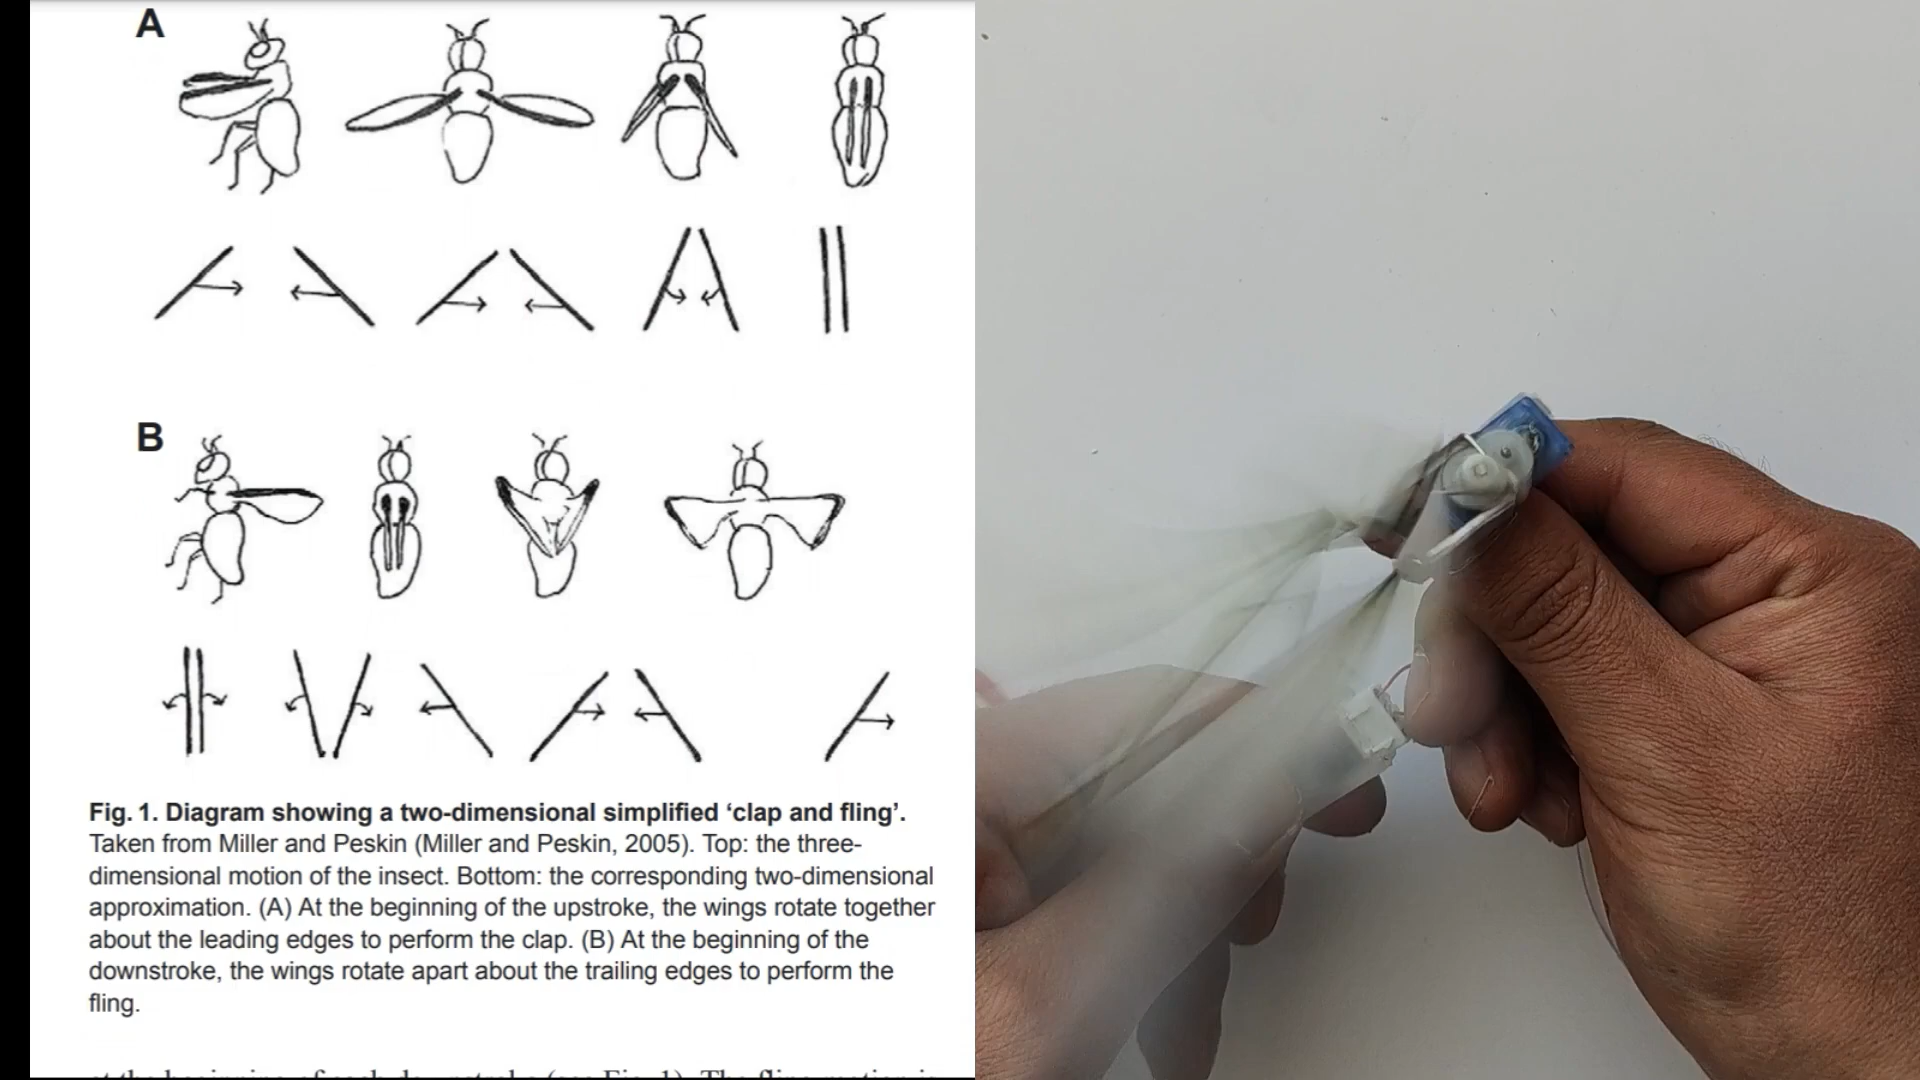 A
B
Fig. 1. Diagram showing a two-dimensional simplified ‘clap and fling’.
Taken from Miller and Peskin (Miller and Peskin, 2005). Top: the three-
dimensional motion of the insect. Bottom: the corresponding two-dimensional
approximation. (A) At the beginning of the upstroke, the wings rotate together
about the leading edges to perform the clap. (B) At the beginning of the
downstroke, the wings rotate apart about the trailing edges to perform the
fling.